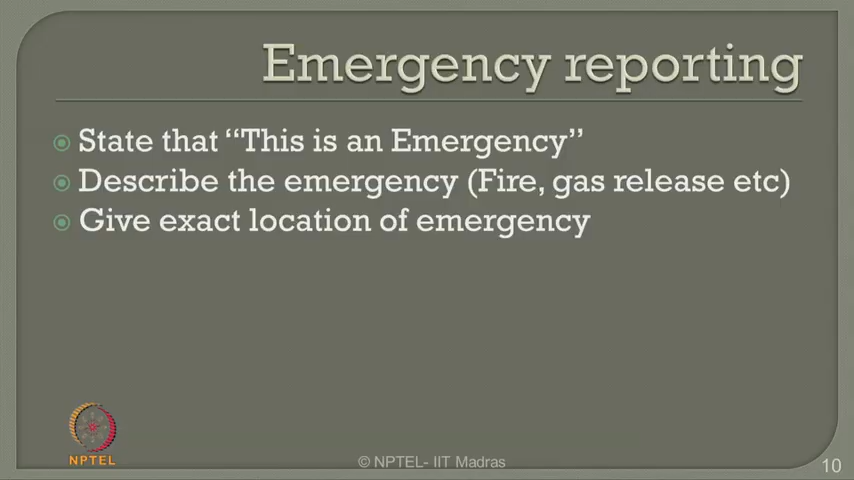 Emergency reporting
State that “This is an Emergency”
Describe the emergency (Fire, gas release etc)
Give exact location of emergency
NPTEL
© NPTEL- IIT Madras
10